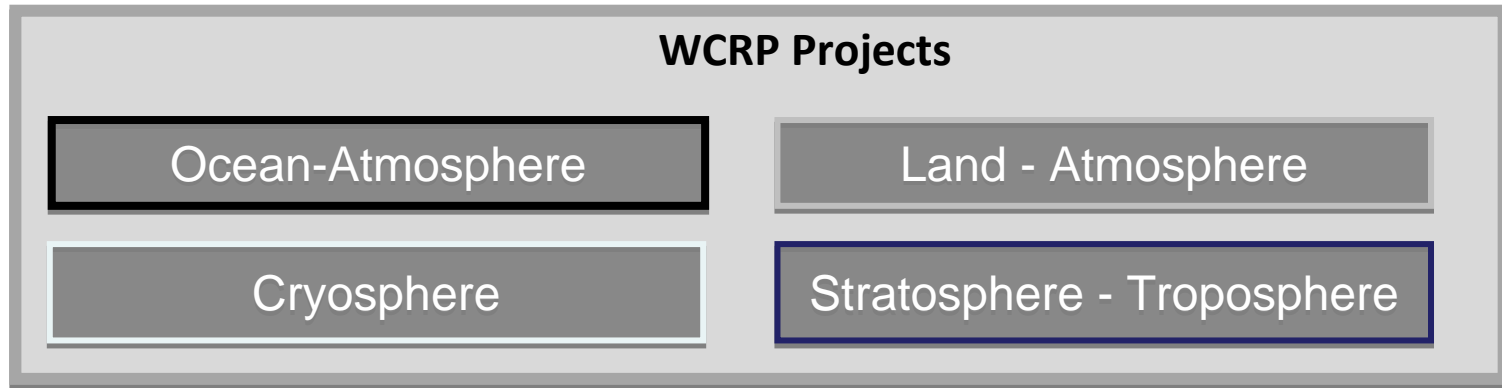 WCRP Projects
Ocean-Atmosphere
Land - Atmosphere
Cryosphere
Stratosphere - Troposphere